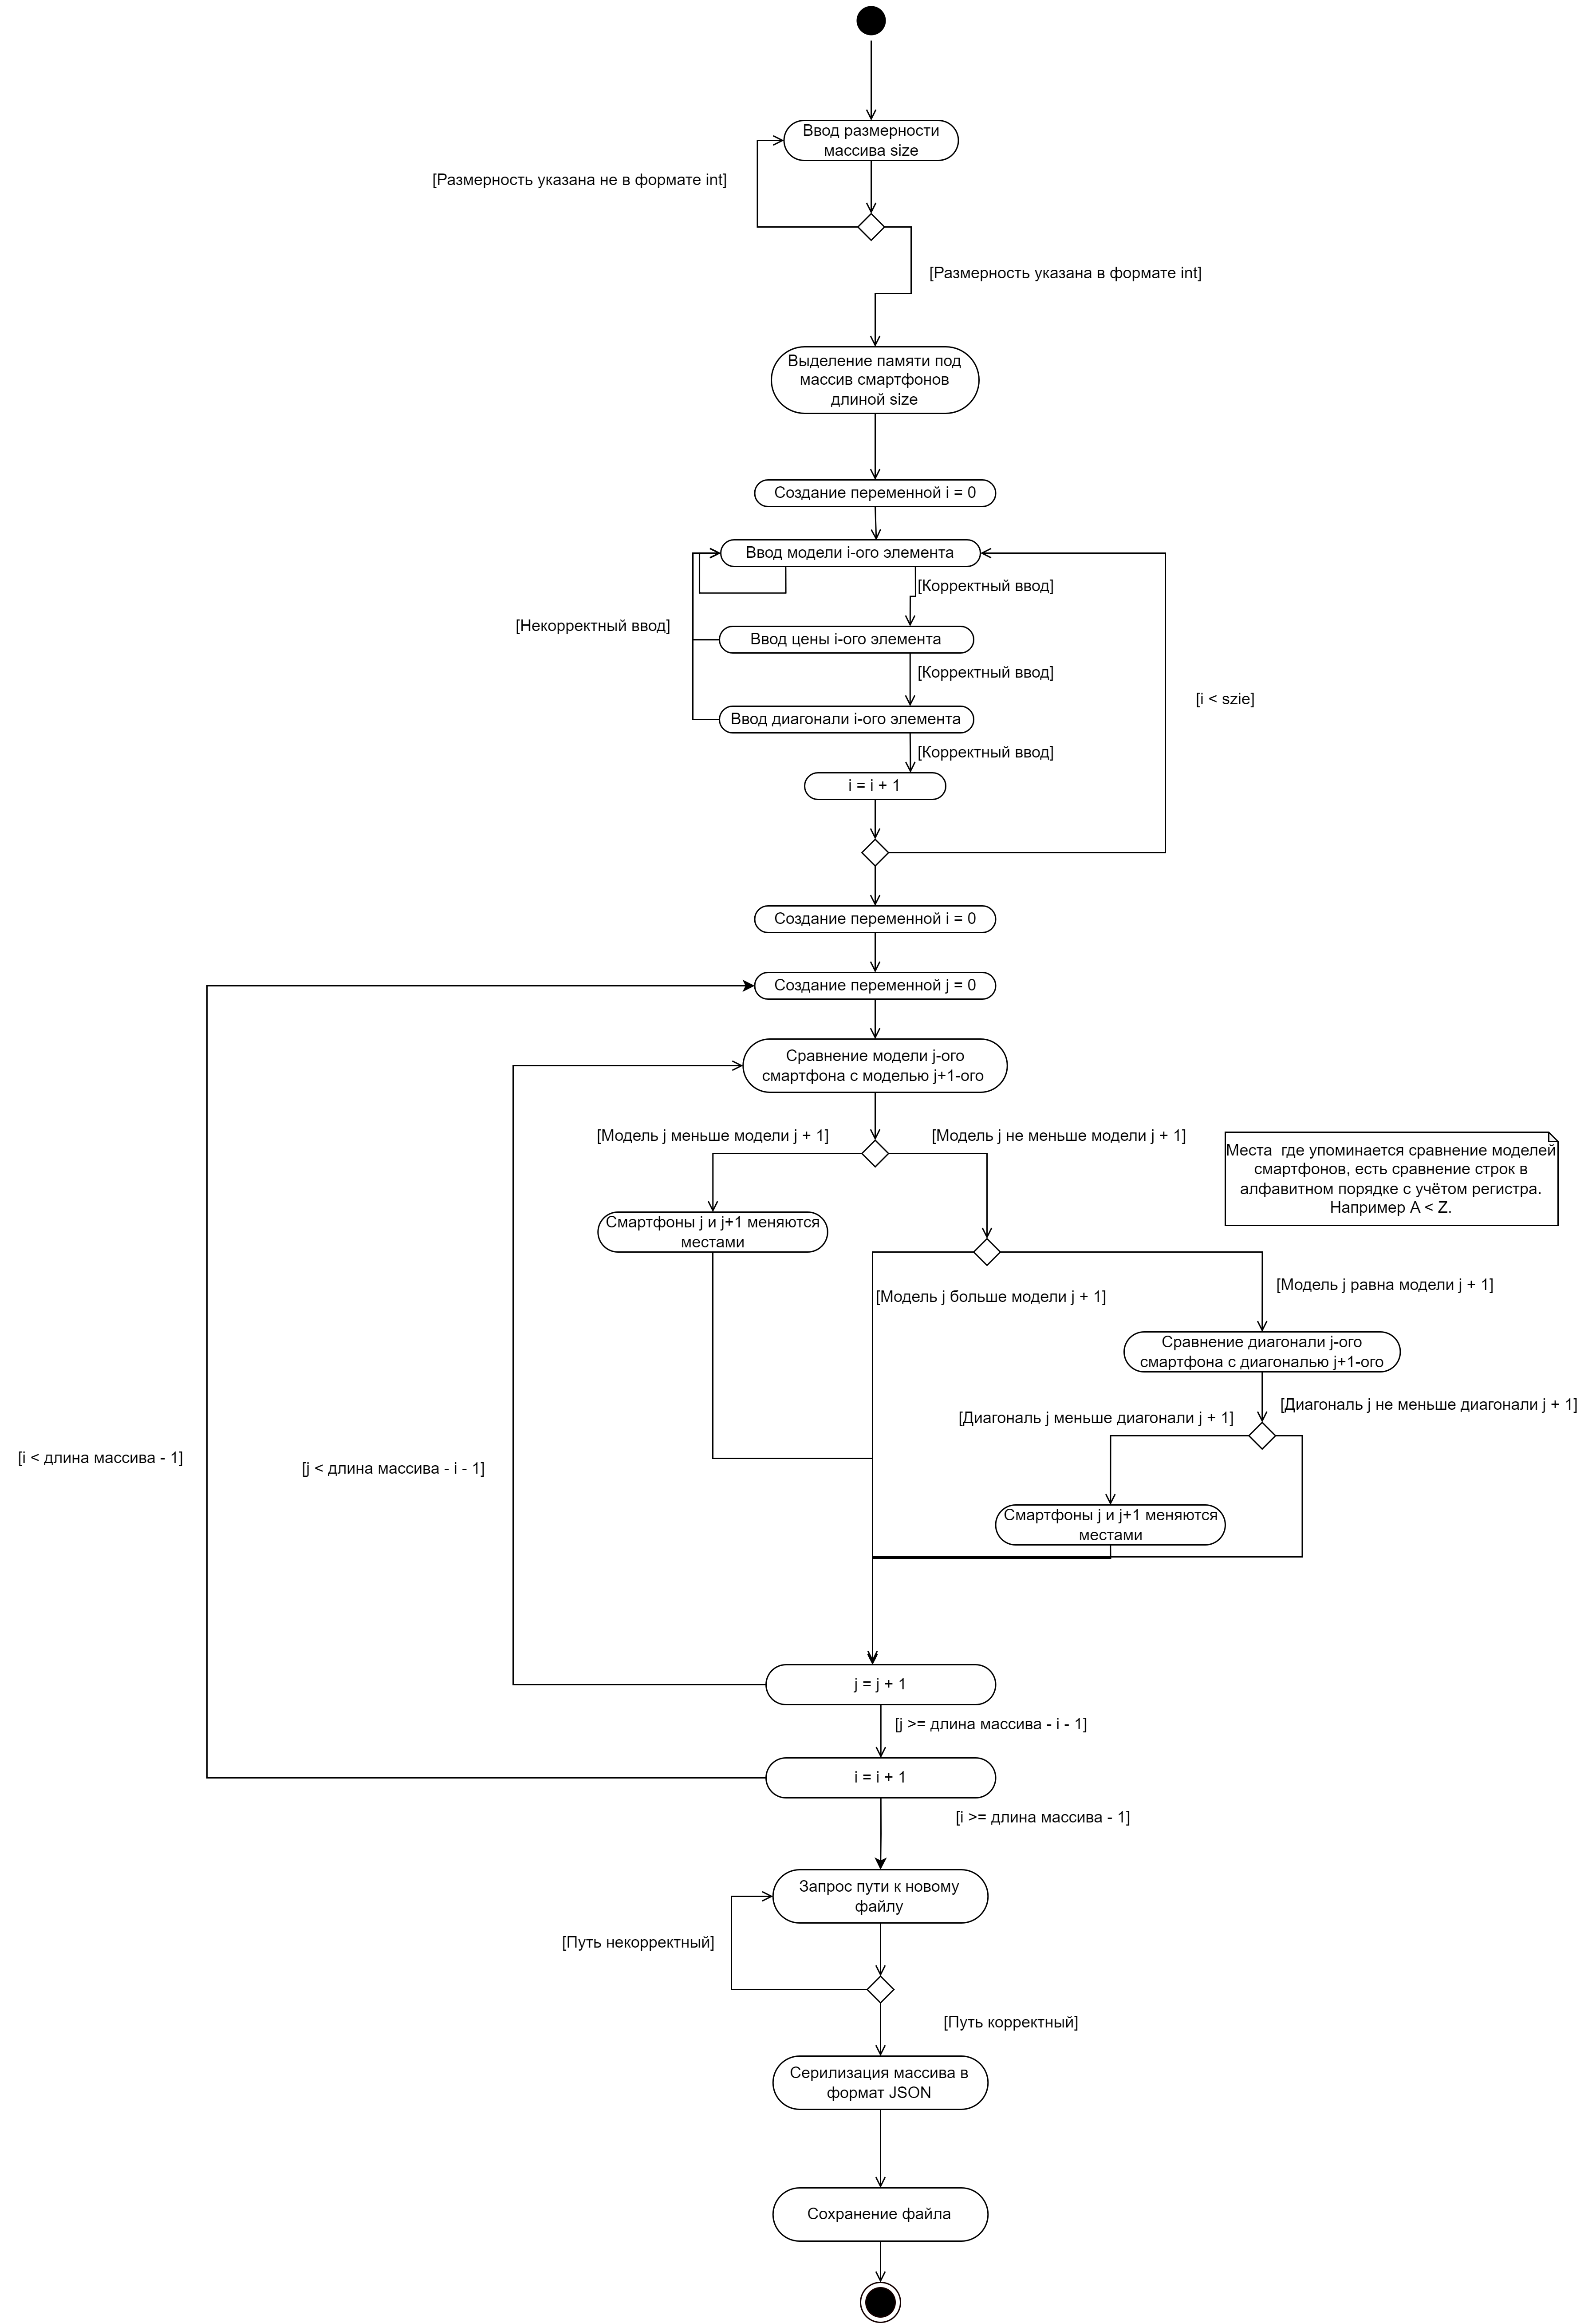 Ввод размерности
массива size
[Размерность указана не в формате int]
[Размерность указана в формате int]
Выделение памяти под
массив смартфонов
длиной size
Создание переменной i = 0
Ввод модели i-ого элемента
[Корректный ввод]
[Некорректный ввод]
Ввод цены i-ого элемента
[Корректный ввод]
[i < szie]
Ввод диагонали i-ого элемента
[Корректный ввод]
i = i + 1
Создание переменной i = 0
Создание переменной j = 0
Сравнение модели j-ого
смартфона с моделью j+1-ого
[Модель j меньше модели j + 1]
[Модель j не меньше модели j + 1]
Места  где упоминается сравнение моделей
смартфонов, есть сравнение строк в
алфавитном порядке с учётом регистра.
Например A < Z.
Смартфоны j и j+1 меняются
местами
[Модель j больше модели j + 1]
[Модель j равна модели j + 1]
Сравнение диагонали j-ого
смартфона с диагональю j+1-ого
[Диагональ j меньше диагонали j + 1]
[Диагональ j не меньше диагонали j + 1]
[i < длина массива - 1]
[j < длина массива - i - 1]
Смартфоны j и j+1 меняются
местами
j = j + 1
[j >= длина массива - i - 1]
i = i + 1
[i >= длина массива - 1]
Запрос пути к новому
файлу
[Путь некорректный]
[Путь корректный]
Серилизация массива в
формат JSON
Сохранение файла